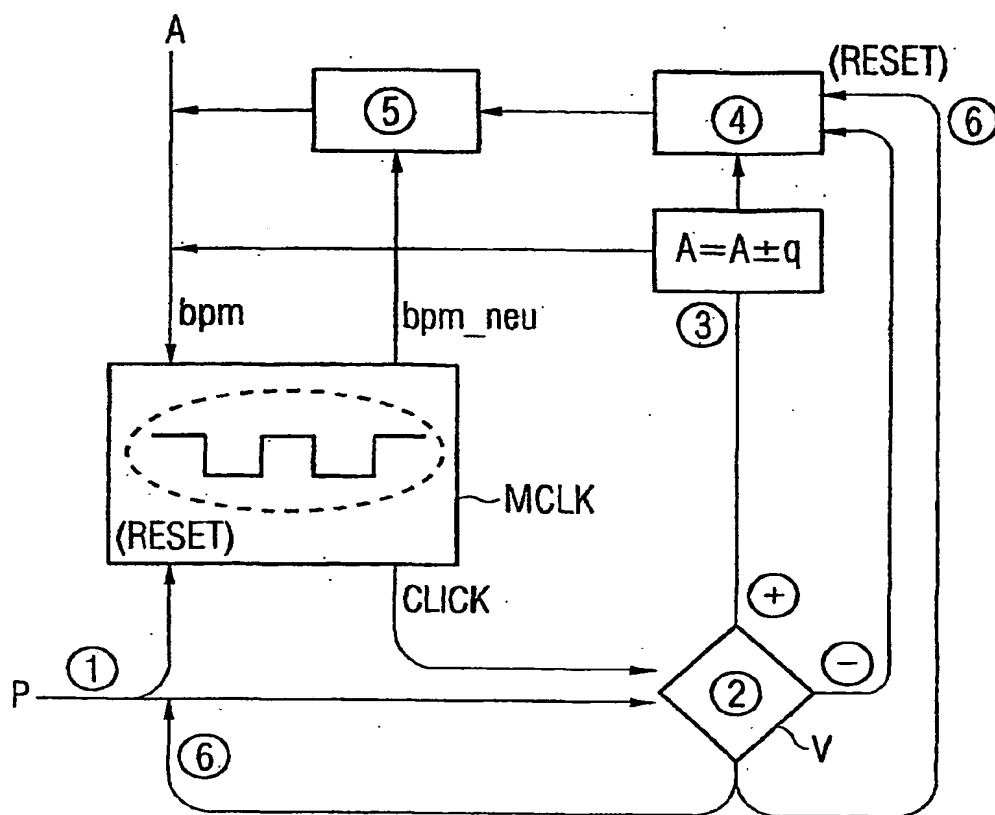 A
(RESET)
⑤
④
⑥
A=A±q
bpm
bpm_neu
③
MCLK
(RESET)
CLICK
+
①
−
P
②
⑥
V